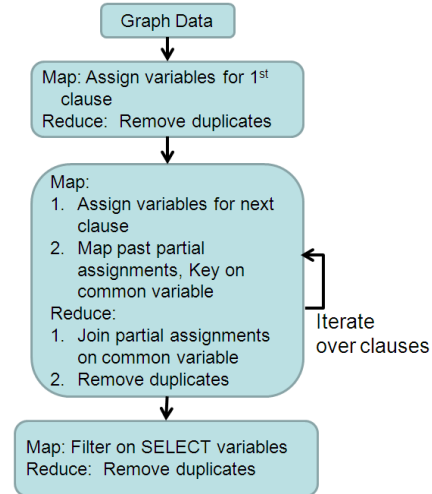 Graph Data
Map: Assign variables for 1st
clause
Reduce: Remove duplicates
Map:
1. Assign variables for next
clause
2. Map past partial
assignments, Key on
common variable
Reduce:
1. Join partial assignments
on common variable
2. Remove duplicates
Iterate
over clauses
Map: Filter on SELECT variables
Reduce: Remove duplicates